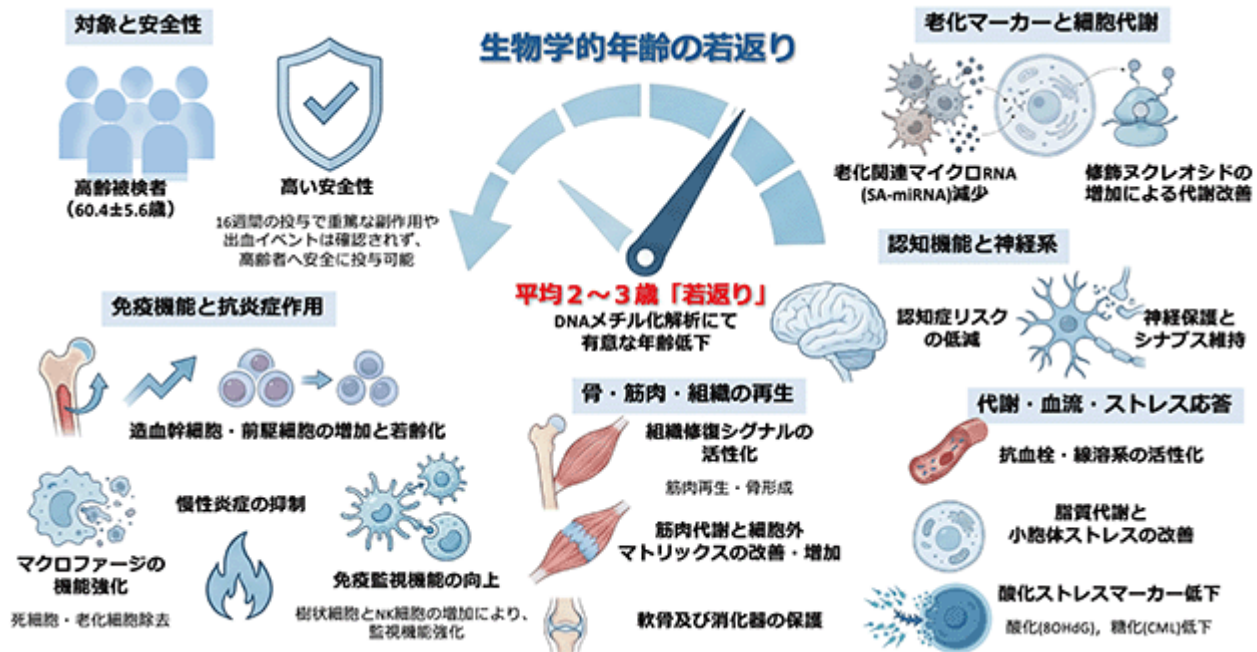 対象と安全性
高齢被検者
（60.4±5.6歳）
高い安全性
16週間の投与で重篤な副作用や
出血イベントは確認されず、
高齢者へ安全に投与可能
生物学的年齢の若返り
平均２～３歳「若返り」
DNAメチル化解析にて
有意な年齢低下
老化マーカーと細胞代謝
老化関連マイクロRNA
(SA-miRNA)減少
修飾ヌクレオシドの
増加による代謝改善
認知機能と神経系
認知症リスク
の低減
神経保護と
シナプス維持
免疫機能と抗炎症作用
造血幹細胞・前駆細胞の増加と若齢化
マクロファージの
機能強化
死細胞・老化細胞除去
慢性炎症の抑制
免疫監視機能の向上
樹状細胞とNK細胞の増加により、
監視機能強化
骨・筋肉・組織の再生
組織修復シグナルの
活性化
筋肉再生・骨形成
筋肉代謝と細胞外
マトリックスの改善・増加
軟骨及び消化器の保護
代謝・血流・ストレス応答
抗血栓・線溶系の活性化
脂質代謝と
小胞体ストレスの改善
酸化ストレスマーカー低下
酸化(8OHdG)，糖化(CML)低下